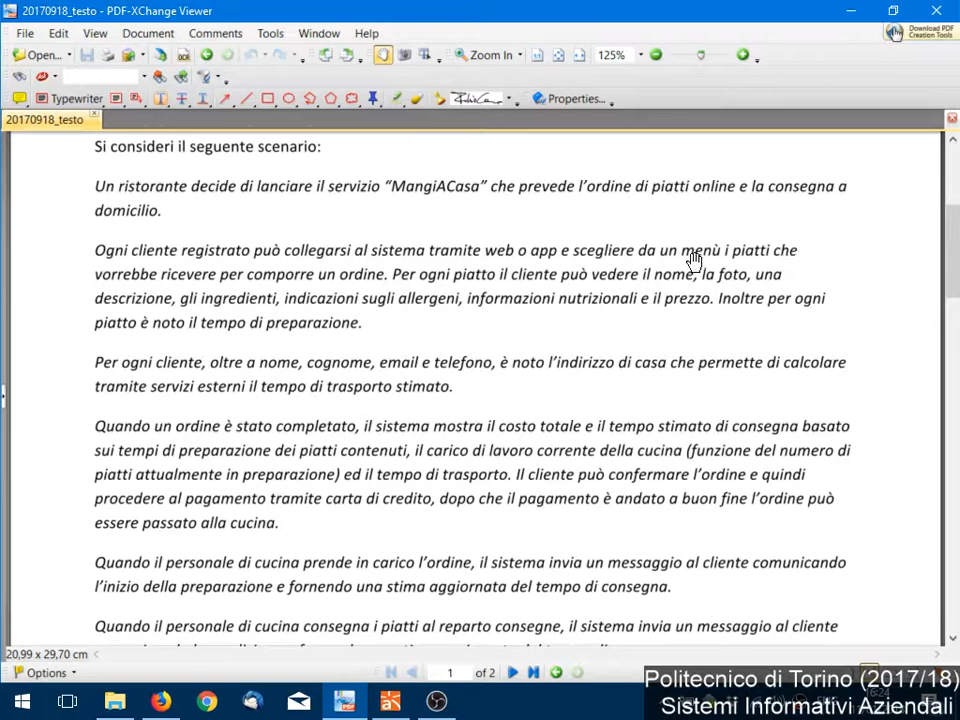 20170918_testo - PDF-XChange Viewer
File Edit View Document Comments Tools Window Help
Download PDF
Creation Tools
Open... OCR Zoom In 125%
Typewriter Properties...
20170918_testo
Si consideri il seguente scenario:
Un ristorante decide di lanciare il servizio “MangiACasa” che prevede l’ordine di piatti online e la consegna a
domicilio.
Ogni cliente registrato può collegarsi al sistema tramite web o app e scegliere da un menù i piatti che
vorrebbe ricevere per comporre un ordine. Per ogni piatto il cliente può vedere il nome, la foto, una
descrizione, gli ingredienti, indicazioni sugli allergeni, informazioni nutrizionali e il prezzo. Inoltre per ogni
piatto è noto il tempo di preparazione.
Per ogni cliente, oltre a nome, cognome, email e telefono, è noto l’indirizzo di casa che permette di calcolare
tramite servizi esterni il tempo di trasporto stimato.
Quando un ordine è stato completato, il sistema mostra il costo totale e il tempo stimato di consegna basato
sui tempi di preparazione dei piatti contenuti, il carico di lavoro corrente della cucina (funzione del numero di
piatti attualmente in preparazione) ed il tempo di trasporto. Il cliente può confermare l’ordine e quindi
procedere al pagamento tramite carta di credito, dopo che il pagamento è andato a buon fine l’ordine può
essere passato alla cucina.
Quando il personale di cucina prende in carico l’ordine, il sistema invia un messaggio al cliente comunicando
l’inizio della preparazione e fornendo una stima aggiornata del tempo di consegna.
Quando il personale di cucina consegna i piatti al reparto consegne, il sistema invia un messaggio al cliente
20,99 x 29,70 cm
Options 1 of 2
Politecnico di Torino (2017/18)
6:24
Sistemi Informativi Aziendali